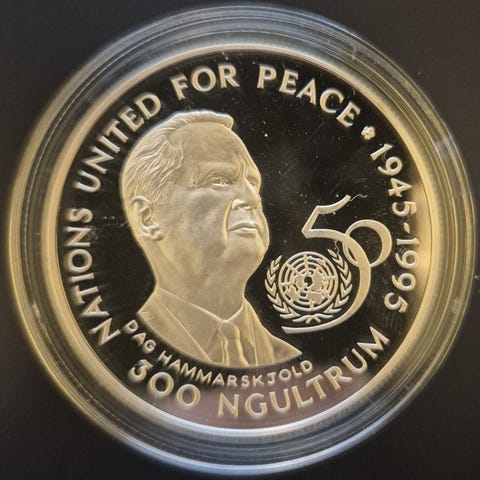 NATIONS UNITED FOR PEACE 1945-1995
50
DAG HAMMARSKJOLD
300 NGULTRUM